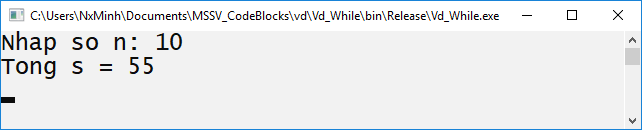 C:\Users\NxMinh\Documents\MSSV_CodeBlocks\vd\Vd_While\bin\Release\Vd_While.exe
Nhap so n: 10
Tong s = 55